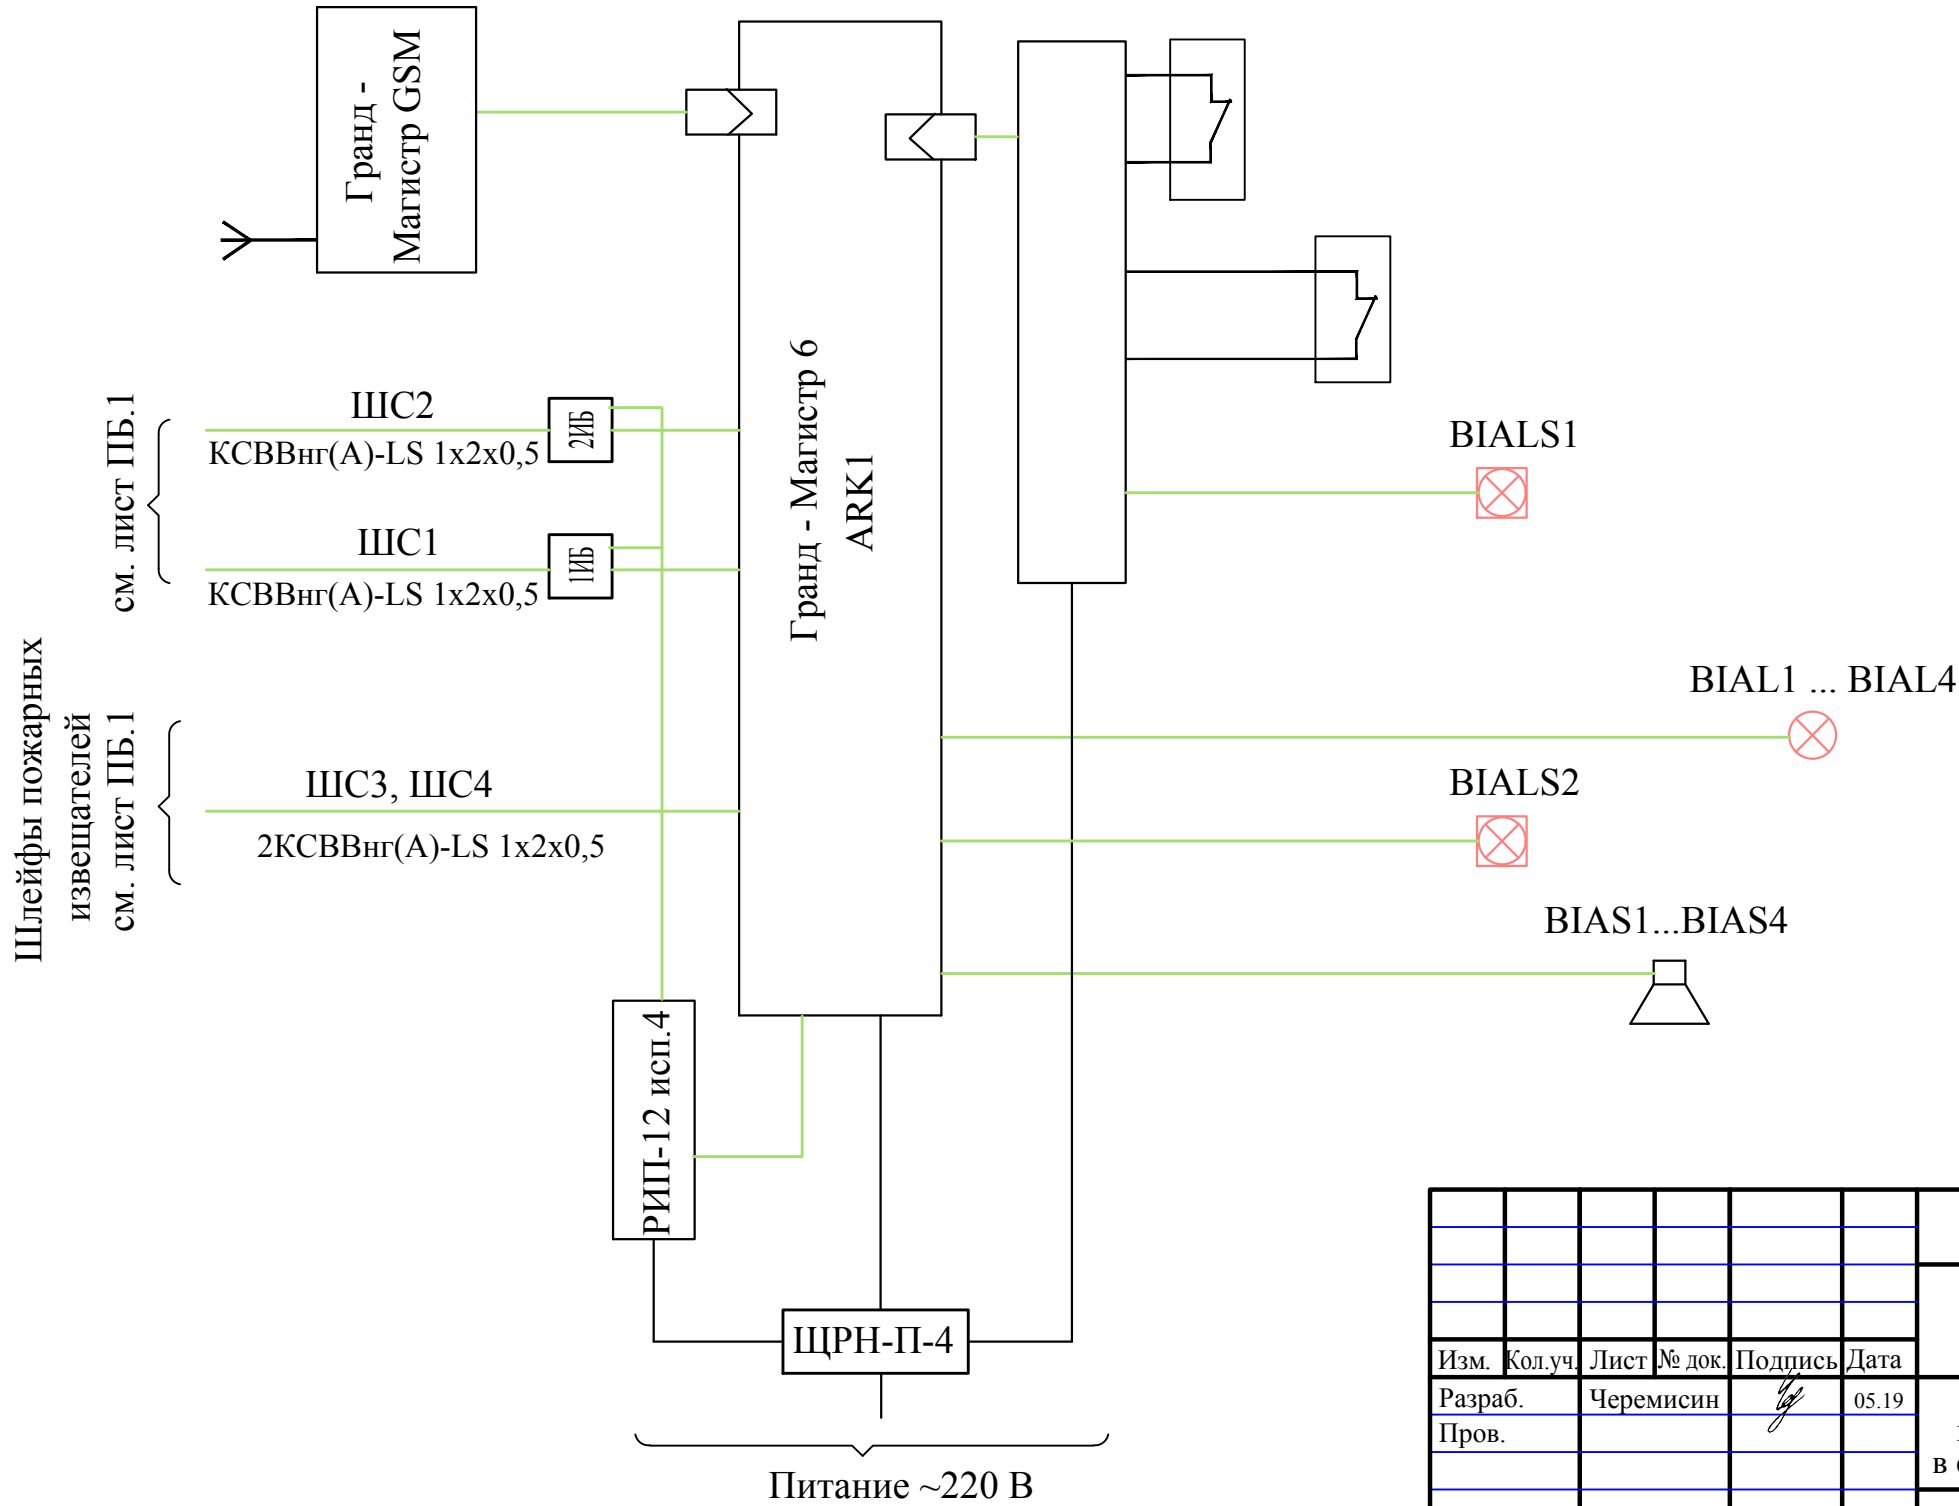 Гранд -
Магистр GSM
Гранд - Магистр 6
ARK1
ШС2
КСВВнг(А)-LS 1х2х0,5
2ИБ
см. лист ПБ.1
ШС1
КСВВнг(А)-LS 1х2х0,5
1ИБ
Шлейфы пожарных
извещателей
см. лист ПБ.1
ШС3, ШС4
2КСВВнг(А)-LS 1х2х0,5
BIALS1
BIAL1 ... BIAL4
BIALS2
BIAS1...BIAS4
РИП-12 исп.4
ЩРН-П-4
Питание ~220 В
Изм. Кол.уч. Лист № док. Подпись Дата
Разраб. Черемисин 05.19
Пров.
в